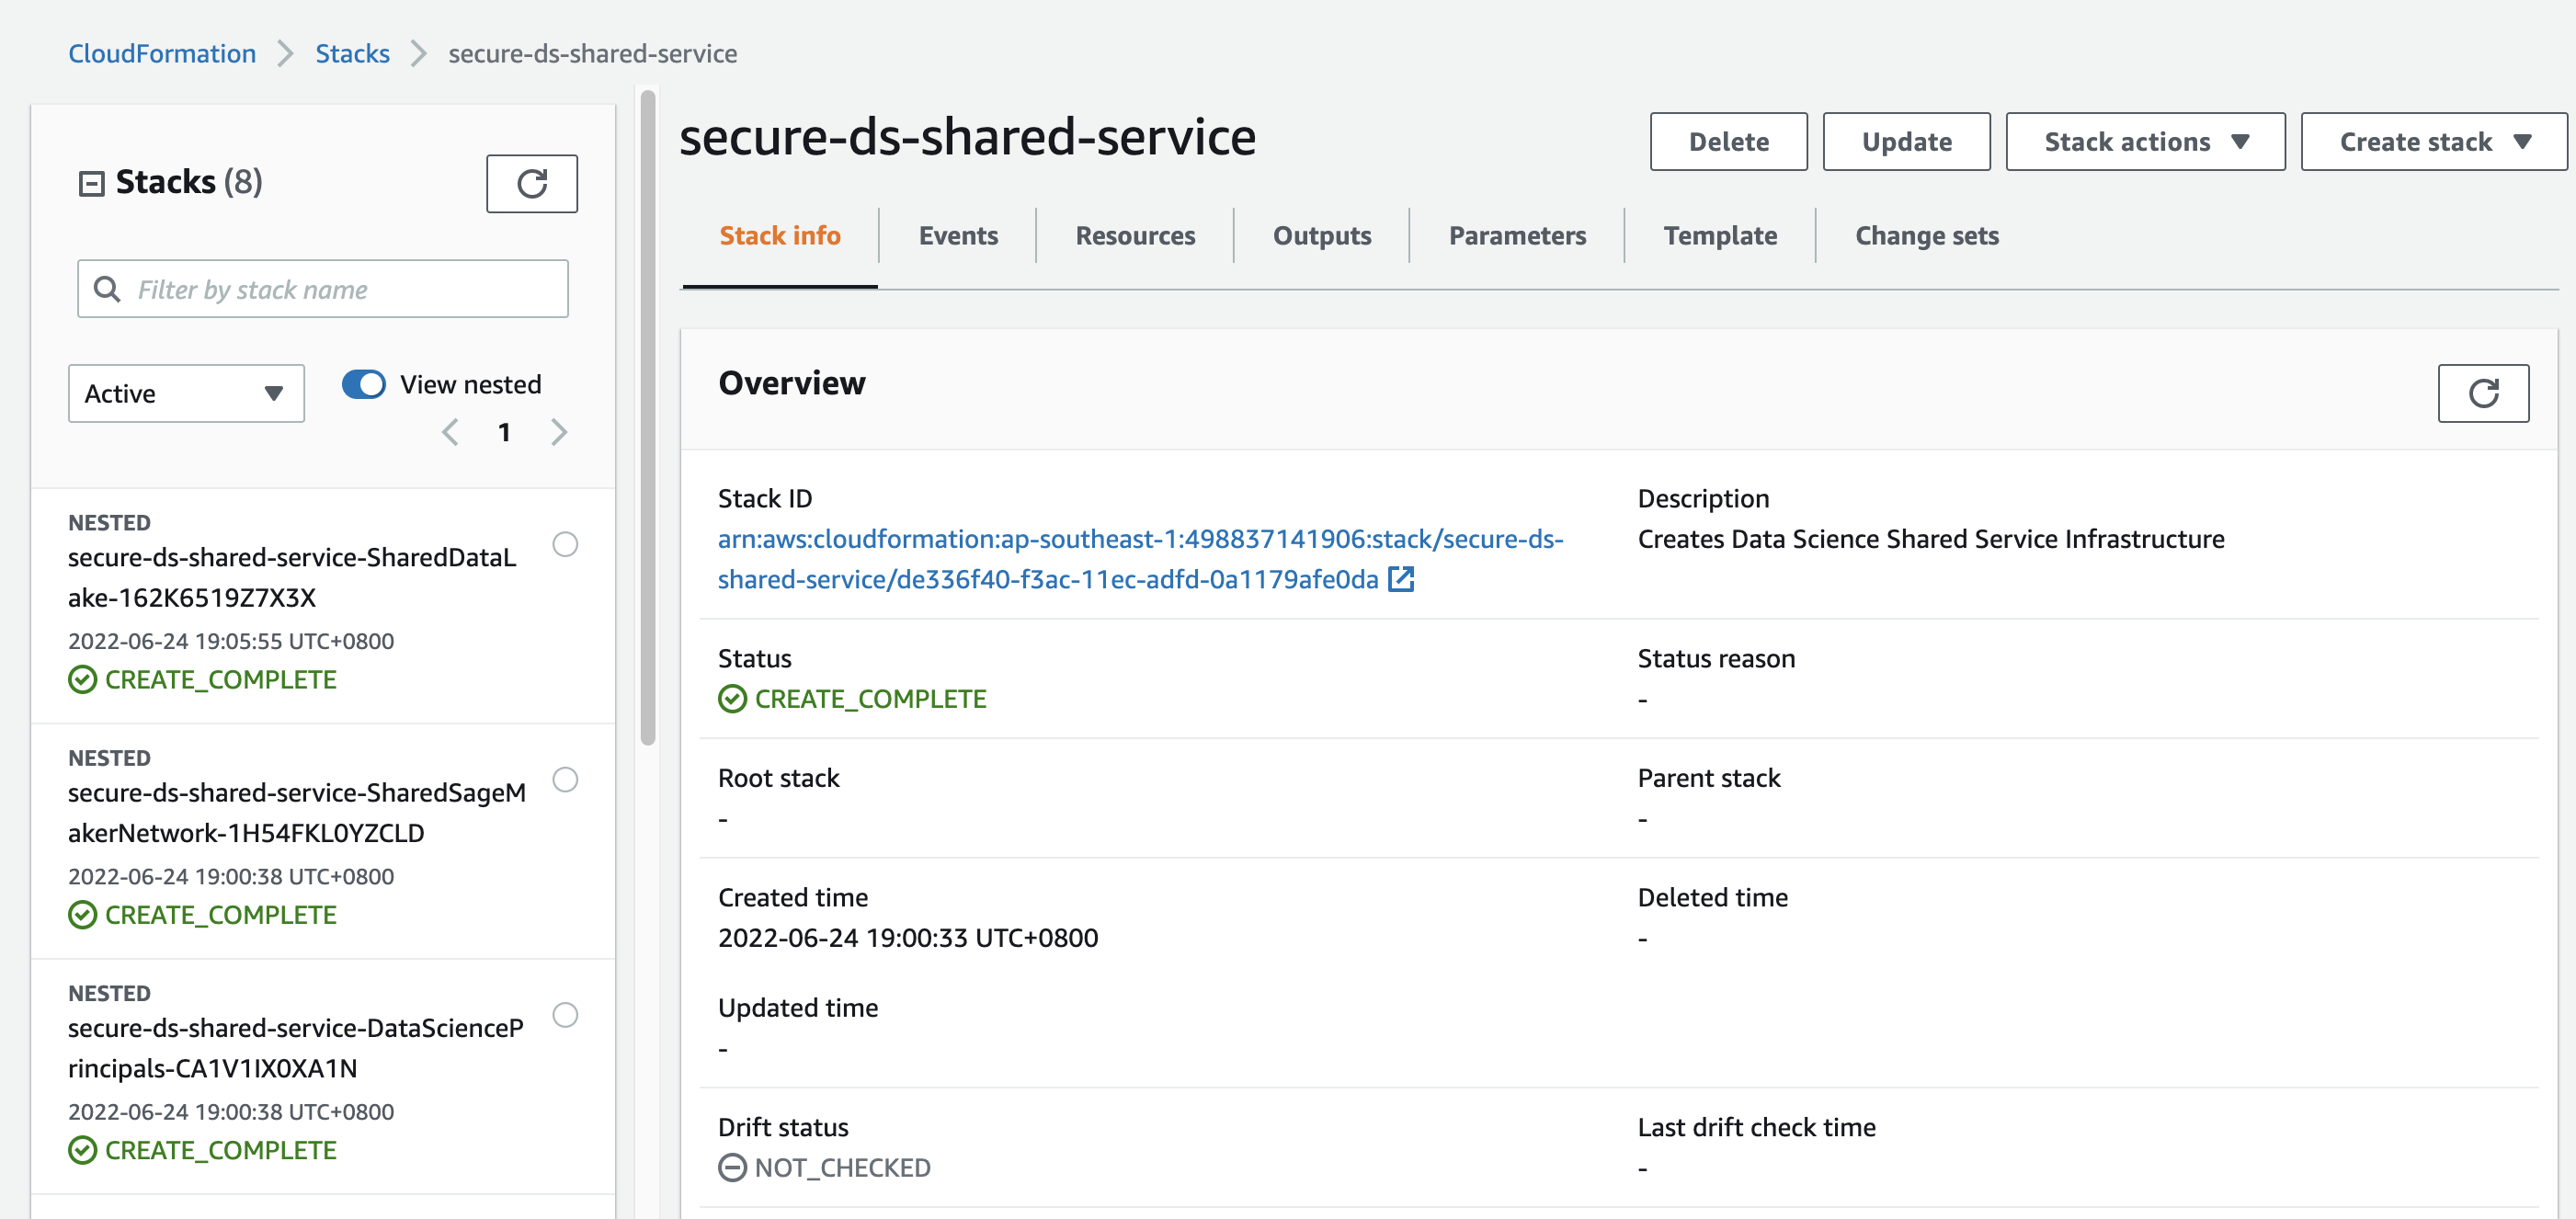 CloudFormation
Stacks
secure-ds-shared-service
Stacks (8)
Filter by stack name
Active
View nested
1
NESTED
secure-ds-shared-service-SharedDataL
ake-162K6519Z7X3X
2022-06-24 19:05:55 UTC+0800
CREATE_COMPLETE
NESTED
secure-ds-shared-service-SharedSageM
akerNetwork-1H54FKL0YZCLD
2022-06-24 19:00:38 UTC+0800
CREATE_COMPLETE
NESTED
secure-ds-shared-service-DataScienceP
rincipals-CA1V1IX0XA1N
2022-06-24 19:00:38 UTC+0800
CREATE_COMPLETE
secure-ds-shared-service
Delete
Update
Stack actions
Create stack
Stack info
Events
Resources
Outputs
Parameters
Template
Change sets
Overview
Stack ID
arn:aws:cloudformation:ap-southeast-1:498837141906:stack/secure-ds-
shared-service/de336f40-f3ac-11ec-adfd-0a1179afe0da
Description
Creates Data Science Shared Service Infrastructure
Status
CREATE_COMPLETE
Status reason
-
Root stack
-
Parent stack
-
Created time
2022-06-24 19:00:33 UTC+0800
Deleted time
-
Updated time
-
Drift status
NOT_CHECKED
Last drift check time
-